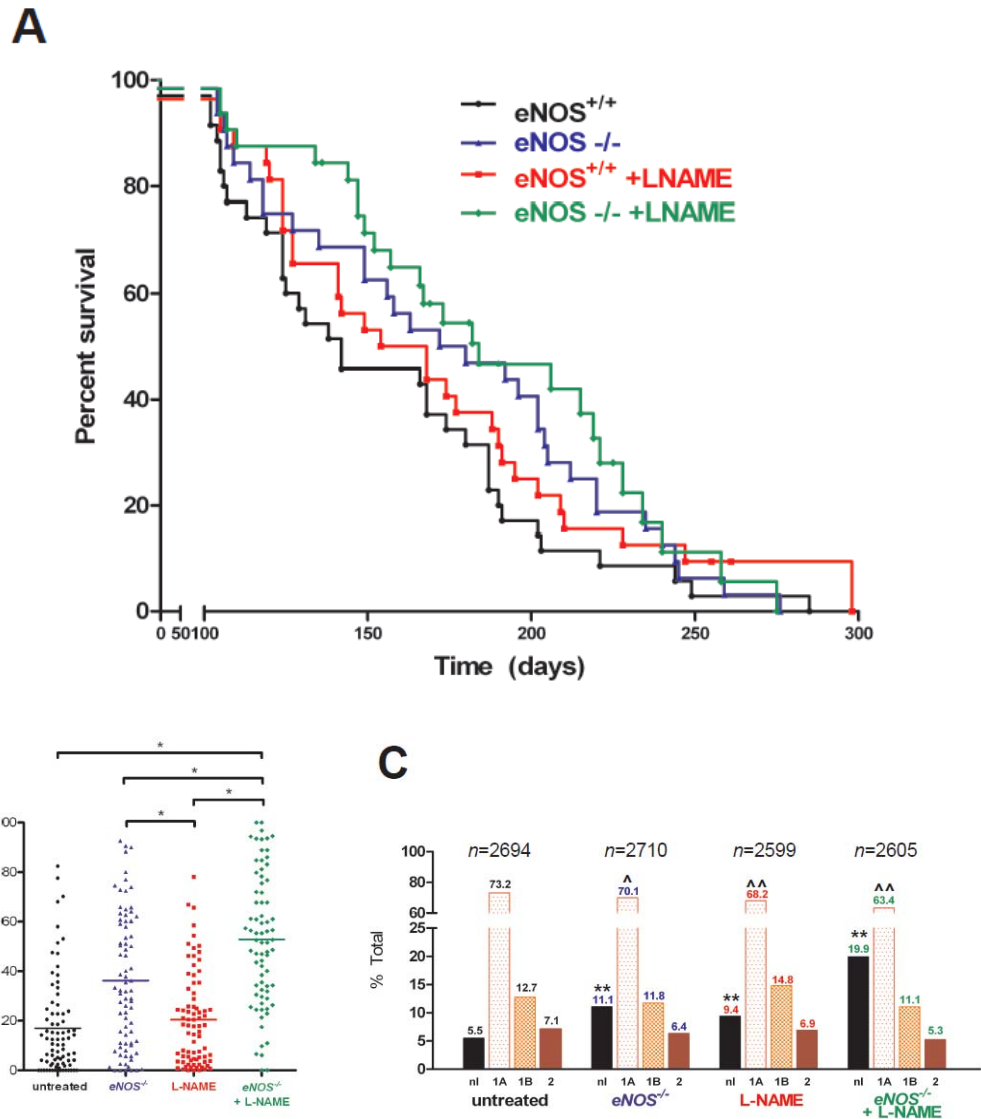 A
100
80
60
40
20
0
Percent survival
eNOS+/+
eNOS -/-
eNOS+/+ +LNAME
eNOS -/- +LNAME
0 50 100 150 200 250 300
Time (days)
* 
*
*
*
00
80
60
40
20
0
untreated eNOS-/- L-NAME eNOS-/- + L-NAME
C
n=2694 n=2710 n=2599 n=2605
% Total
100
80
60
25
20
15
10
5
0
5.5 73.2 12.7 7.1
** 11.1 ^ 70.1 11.8 6.4
** 9.4 ^^ 68.2 14.8 6.9
** 19.9 ^^ 63.4 11.1 5.3
nl 1A 1B 2 nl 1A 1B 2 nl 1A 1B 2 nl 1A 1B 2
untreated eNOS-/- L-NAME eNOS-/-
+ L-NAME